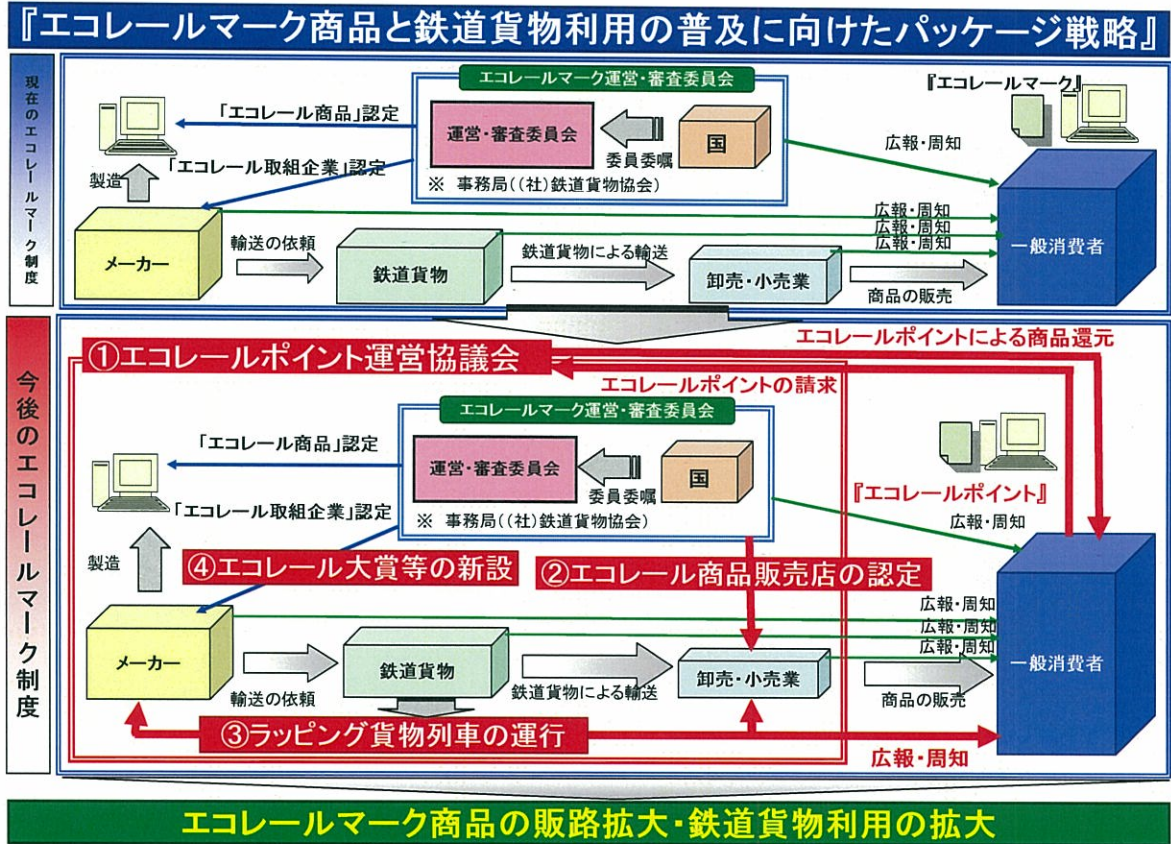 『エコレールマーク商品と鉄道貨物利用の普及に向けたパッケージ戦略』
現在のエコレールマーク制度
エコレールマーク運営・審査委員会
『エコレールマーク』
「エコレール商品」認定
運営・審査委員会
国
委員委嘱
広報・周知
「エコレール取組企業」認定
※ 事務局((社)鉄道貨物協会)
製造
広報・周知
広報・周知
広報・周知
メーカー
輸送の依頼
鉄道貨物
鉄道貨物による輸送
卸売・小売業
商品の販売
一般消費者
今後のエコレールマーク制度
エコレールポイントによる商品還元
①エコレールポイント運営協議会
エコレールポイントの請求
エコレールマーク運営・審査委員会
「エコレール商品」認定
運営・審査委員会
国
委員委嘱
『エコレールポイント』
「エコレール取組企業」認定
※ 事務局((社)鉄道貨物協会)
広報・周知
製造
④エコレール大賞等の新設
②エコレール商品販売店の認定
広報・周知
広報・周知
広報・周知
メーカー
輸送の依頼
鉄道貨物
鉄道貨物による輸送
卸売・小売業
商品の販売
一般消費者
③ラッピング貨物列車の運行
広報・周知
エコレールマーク商品の販路拡大・鉄道貨物利用の拡大